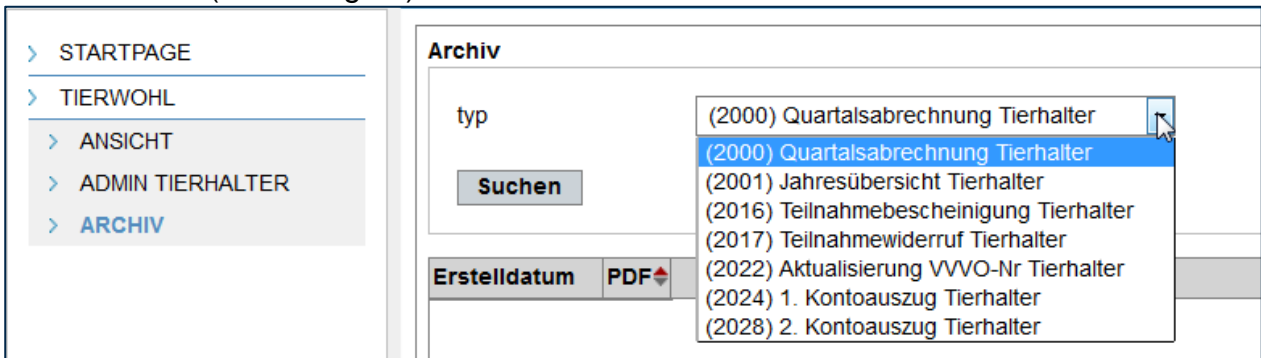 STARTPAGE
TIERWOHL
ANSICHT
ADMIN TIERHALTER
ARCHIV
Archiv
typ
(2000) Quartalsabrechnung Tierhalter
(2000) Quartalsabrechnung Tierhalter
(2001) Jahresübersicht Tierhalter
(2016) Teilnahmebescheinigung Tierhalter
(2017) Teilnahmewiderruf Tierhalter
(2022) Aktualisierung VVVO-Nr Tierhalter
(2024) 1. Kontoauszug Tierhalter
(2028) 2. Kontoauszug Tierhalter
Suchen
Erstelldatum PDF